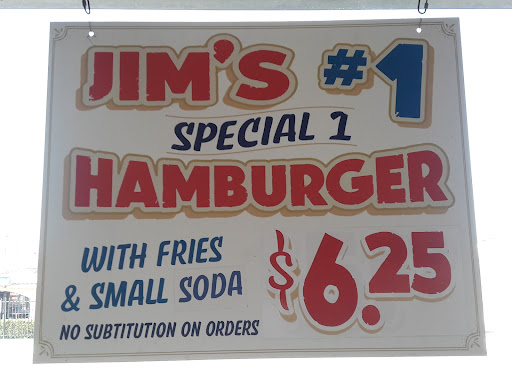 JIM'S #1
SPECIAL 1
HAMBURGER
WITH FRIES
& SMALL SODA
$6.25
NO SUBTITUTION ON ORDERS